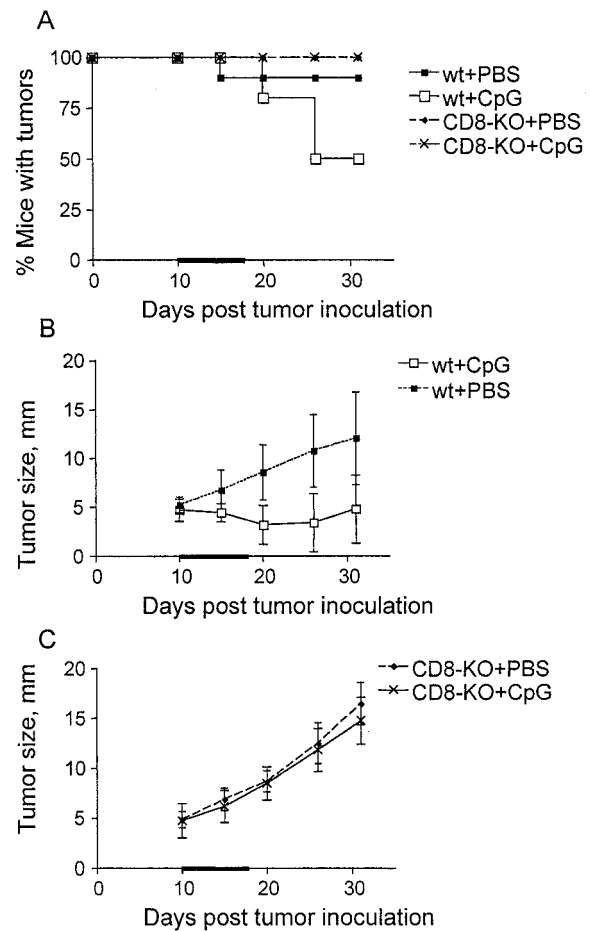 A
100
75
50
25
0
% Mice with tumors
0 10 20 30
Days post tumor inoculation
wt+PBS
wt+CpG
CD8-KO+PBS
CD8-KO+CpG
B
20
15
10
5
0
Tumor size, mm
0 10 20 30
Days post tumor inoculation
wt+CpG
wt+PBS
C
20
15
10
5
0
Tumor size, mm
0 10 20 30
Days post tumor inoculation
CD8-KO+PBS
CD8-KO+CpG